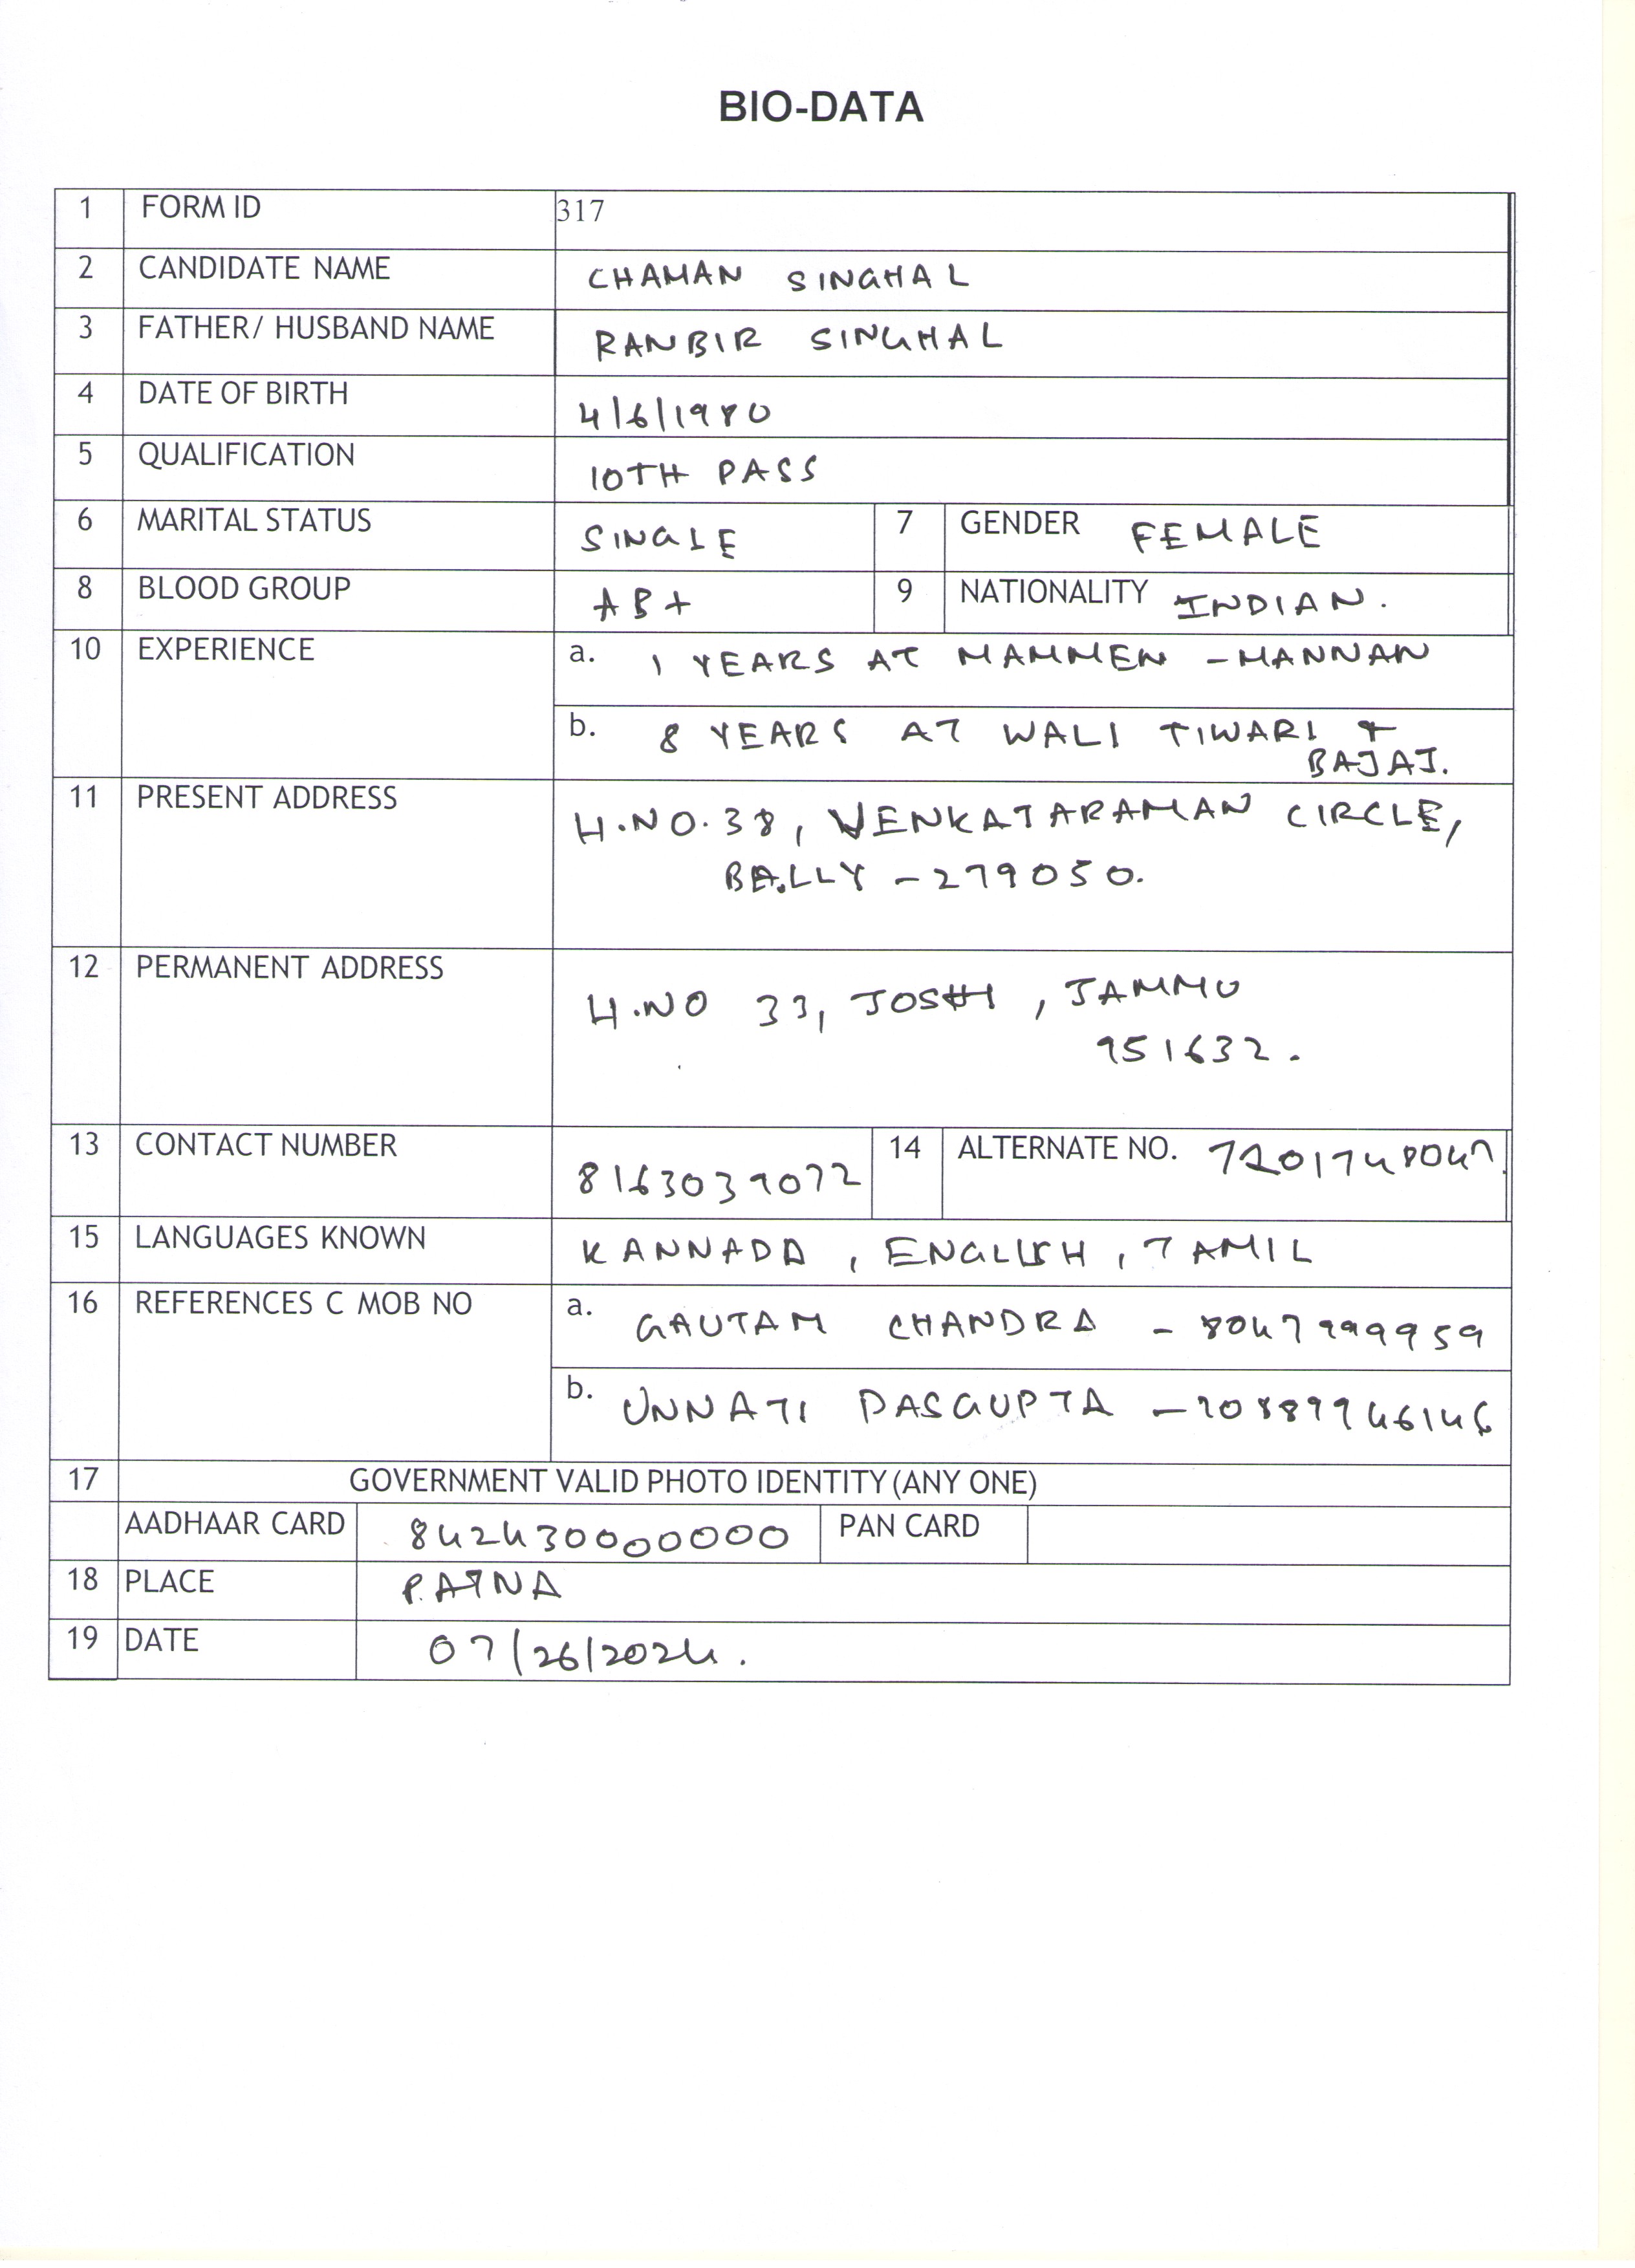 BIO-DATA
1 FORM ID 317
2 CANDIDATE NAME CHAMAN SINGHAL
3 FATHER/ HUSBAND NAME RANBIR SINGHAL
4 DATE OF BIRTH 4/6/1980
5 QUALIFICATION 10TH PASS
6 MARITAL STATUS SINGLE 7 GENDER FEMALE
8 BLOOD GROUP AB+ 9 NATIONALITY INDIAN.
10 EXPERIENCE a. 1 YEARS AT MAMMEN - MANNAN
b. 8 YEARS AT WALI TIWARI &
BAJAJ.
11 PRESENT ADDRESS H.NO.38, VENKATARAMAN CIRCLE,
BALLY - 279050.
12 PERMANENT ADDRESS H.NO 33, JOSHI, JAMMU
951632.
13 CONTACT NUMBER 8163039072 14 ALTERNATE NO. 7201748047.
15 LANGUAGES KNOWN KANNADA, ENGLISH, TAMIL
16 REFERENCES C MOB NO a. GAUTAM CHANDRA - 8047999959
b. UNNATI DASGUPTA -
17 GOVERNMENT VALID PHOTO IDENTITY (ANY ONE)
AADHAAR CARD 842430000000 PAN CARD
18 PLACE PATNA
19 DATE 07/26/2024.